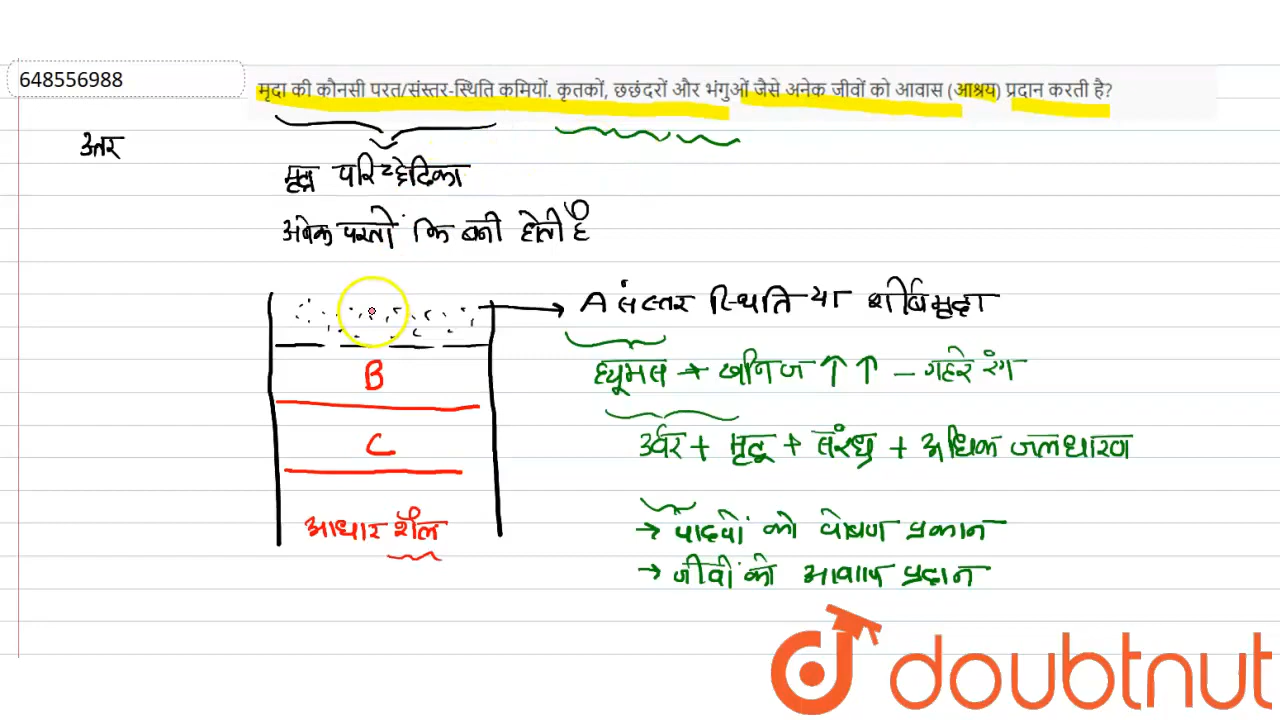 648556988
मृदा की कौनसी परत/संस्तर-स्थिति कमियों. कृतकों, छछंदरों और भंगुओं जैसे अनेक जीवों को आवास (आश्रय) प्रदान करती है?
उत्तर
मृदा परिच्छेदिका
अनेक परतों कि बनी होती है
A संस्तर स्थिति या शीर्षमृदा
ह्यूमस → खनिज ↑ ↑ – गहरे रंग
B
उर्वर + मृदू + संरध्र + अधिक जलधारण
C
आधार शैल
→ पादपों को पोषण प्रदान
→ जीवों को आवास प्रदान
doubtnut